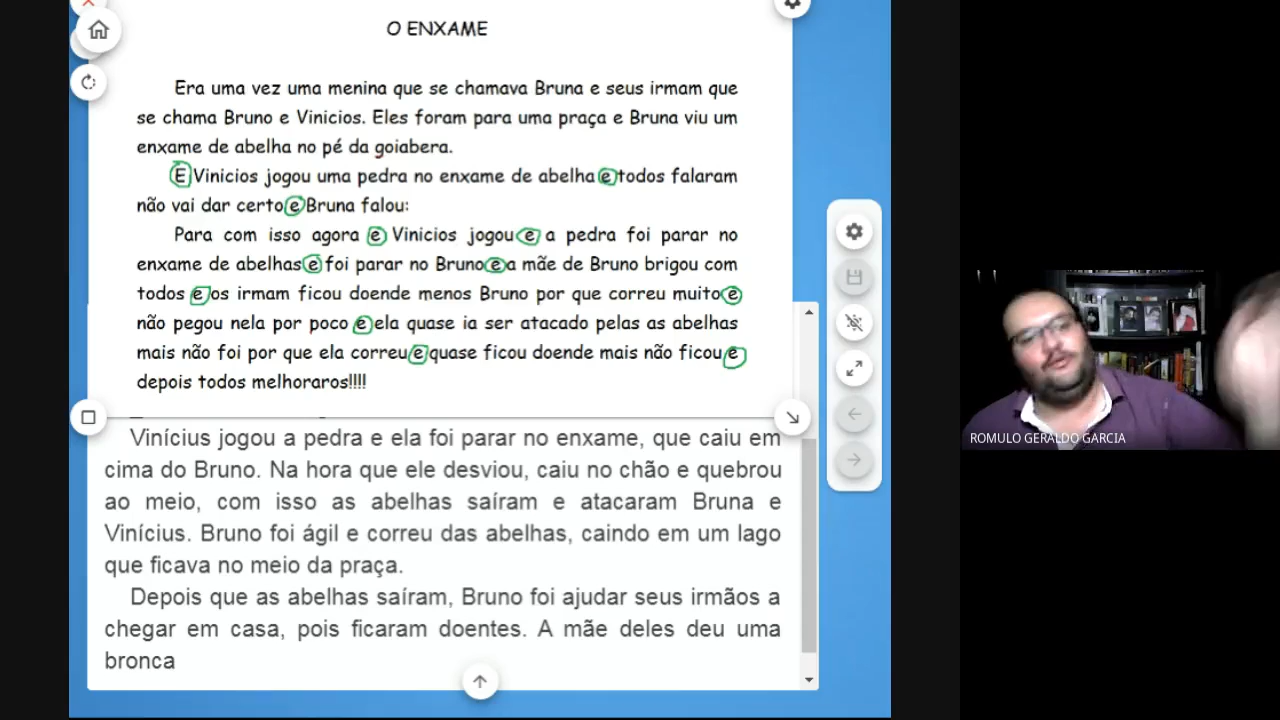 O ENXAME
Era uma vez uma menina que se chamava Bruna e seus irmam que
se chama Bruno e Vinicios. Eles foram para uma praça e Bruna viu um
enxame de abelha no pé da goiabera.
E Vinicios jogou uma pedra no enxame de abelha e todos falaram
não vai dar certo e Bruna falou:
Para com isso agora e Vinicios jogou e a pedra foi parar no
enxame de abelhas e foi parar no Bruno e a mãe de Bruno brigou com
todos e os irmam ficou doende menos Bruno por que correu muito e
não pegou nela por poco e ela quase ia ser atacado pelas as abelhas
mais não foi por que ela correu e quase ficou doende mais não ficou e
depois todos melhoraros!!!!
Vinícius jogou a pedra e ela foi parar no enxame, que caiu em
cima do Bruno. Na hora que ele desviou, caiu no chão e quebrou
ao meio, com isso as abelhas saíram e atacaram Bruna e
Vinícius. Bruno foi ágil e correu das abelhas, caindo em um lago
que ficava no meio da praça.
Depois que as abelhas saíram, Bruno foi ajudar seus irmãos a
chegar em casa, pois ficaram doentes. A mãe deles deu uma
bronca
ROMULO GERALDO GARCIA